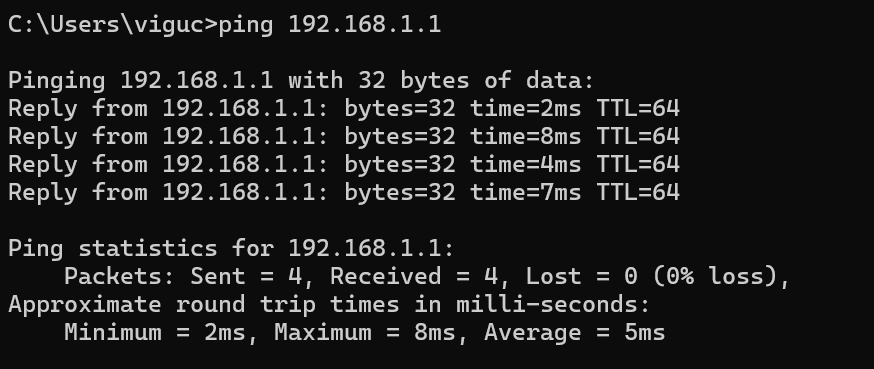 C:\Users\viguc>ping 192.168.1.1
Pinging 192.168.1.1 with 32 bytes of data:
Reply from 192.168.1.1: bytes=32 time=2ms TTL=64
Reply from 192.168.1.1: bytes=32 time=8ms TTL=64
Reply from 192.168.1.1: bytes=32 time=4ms TTL=64
Reply from 192.168.1.1: bytes=32 time=7ms TTL=64
Ping statistics for 192.168.1.1:
    Packets: Sent = 4, Received = 4, Lost = 0 (0% loss),
Approximate round trip times in milli-seconds:
    Minimum = 2ms, Maximum = 8ms, Average = 5ms